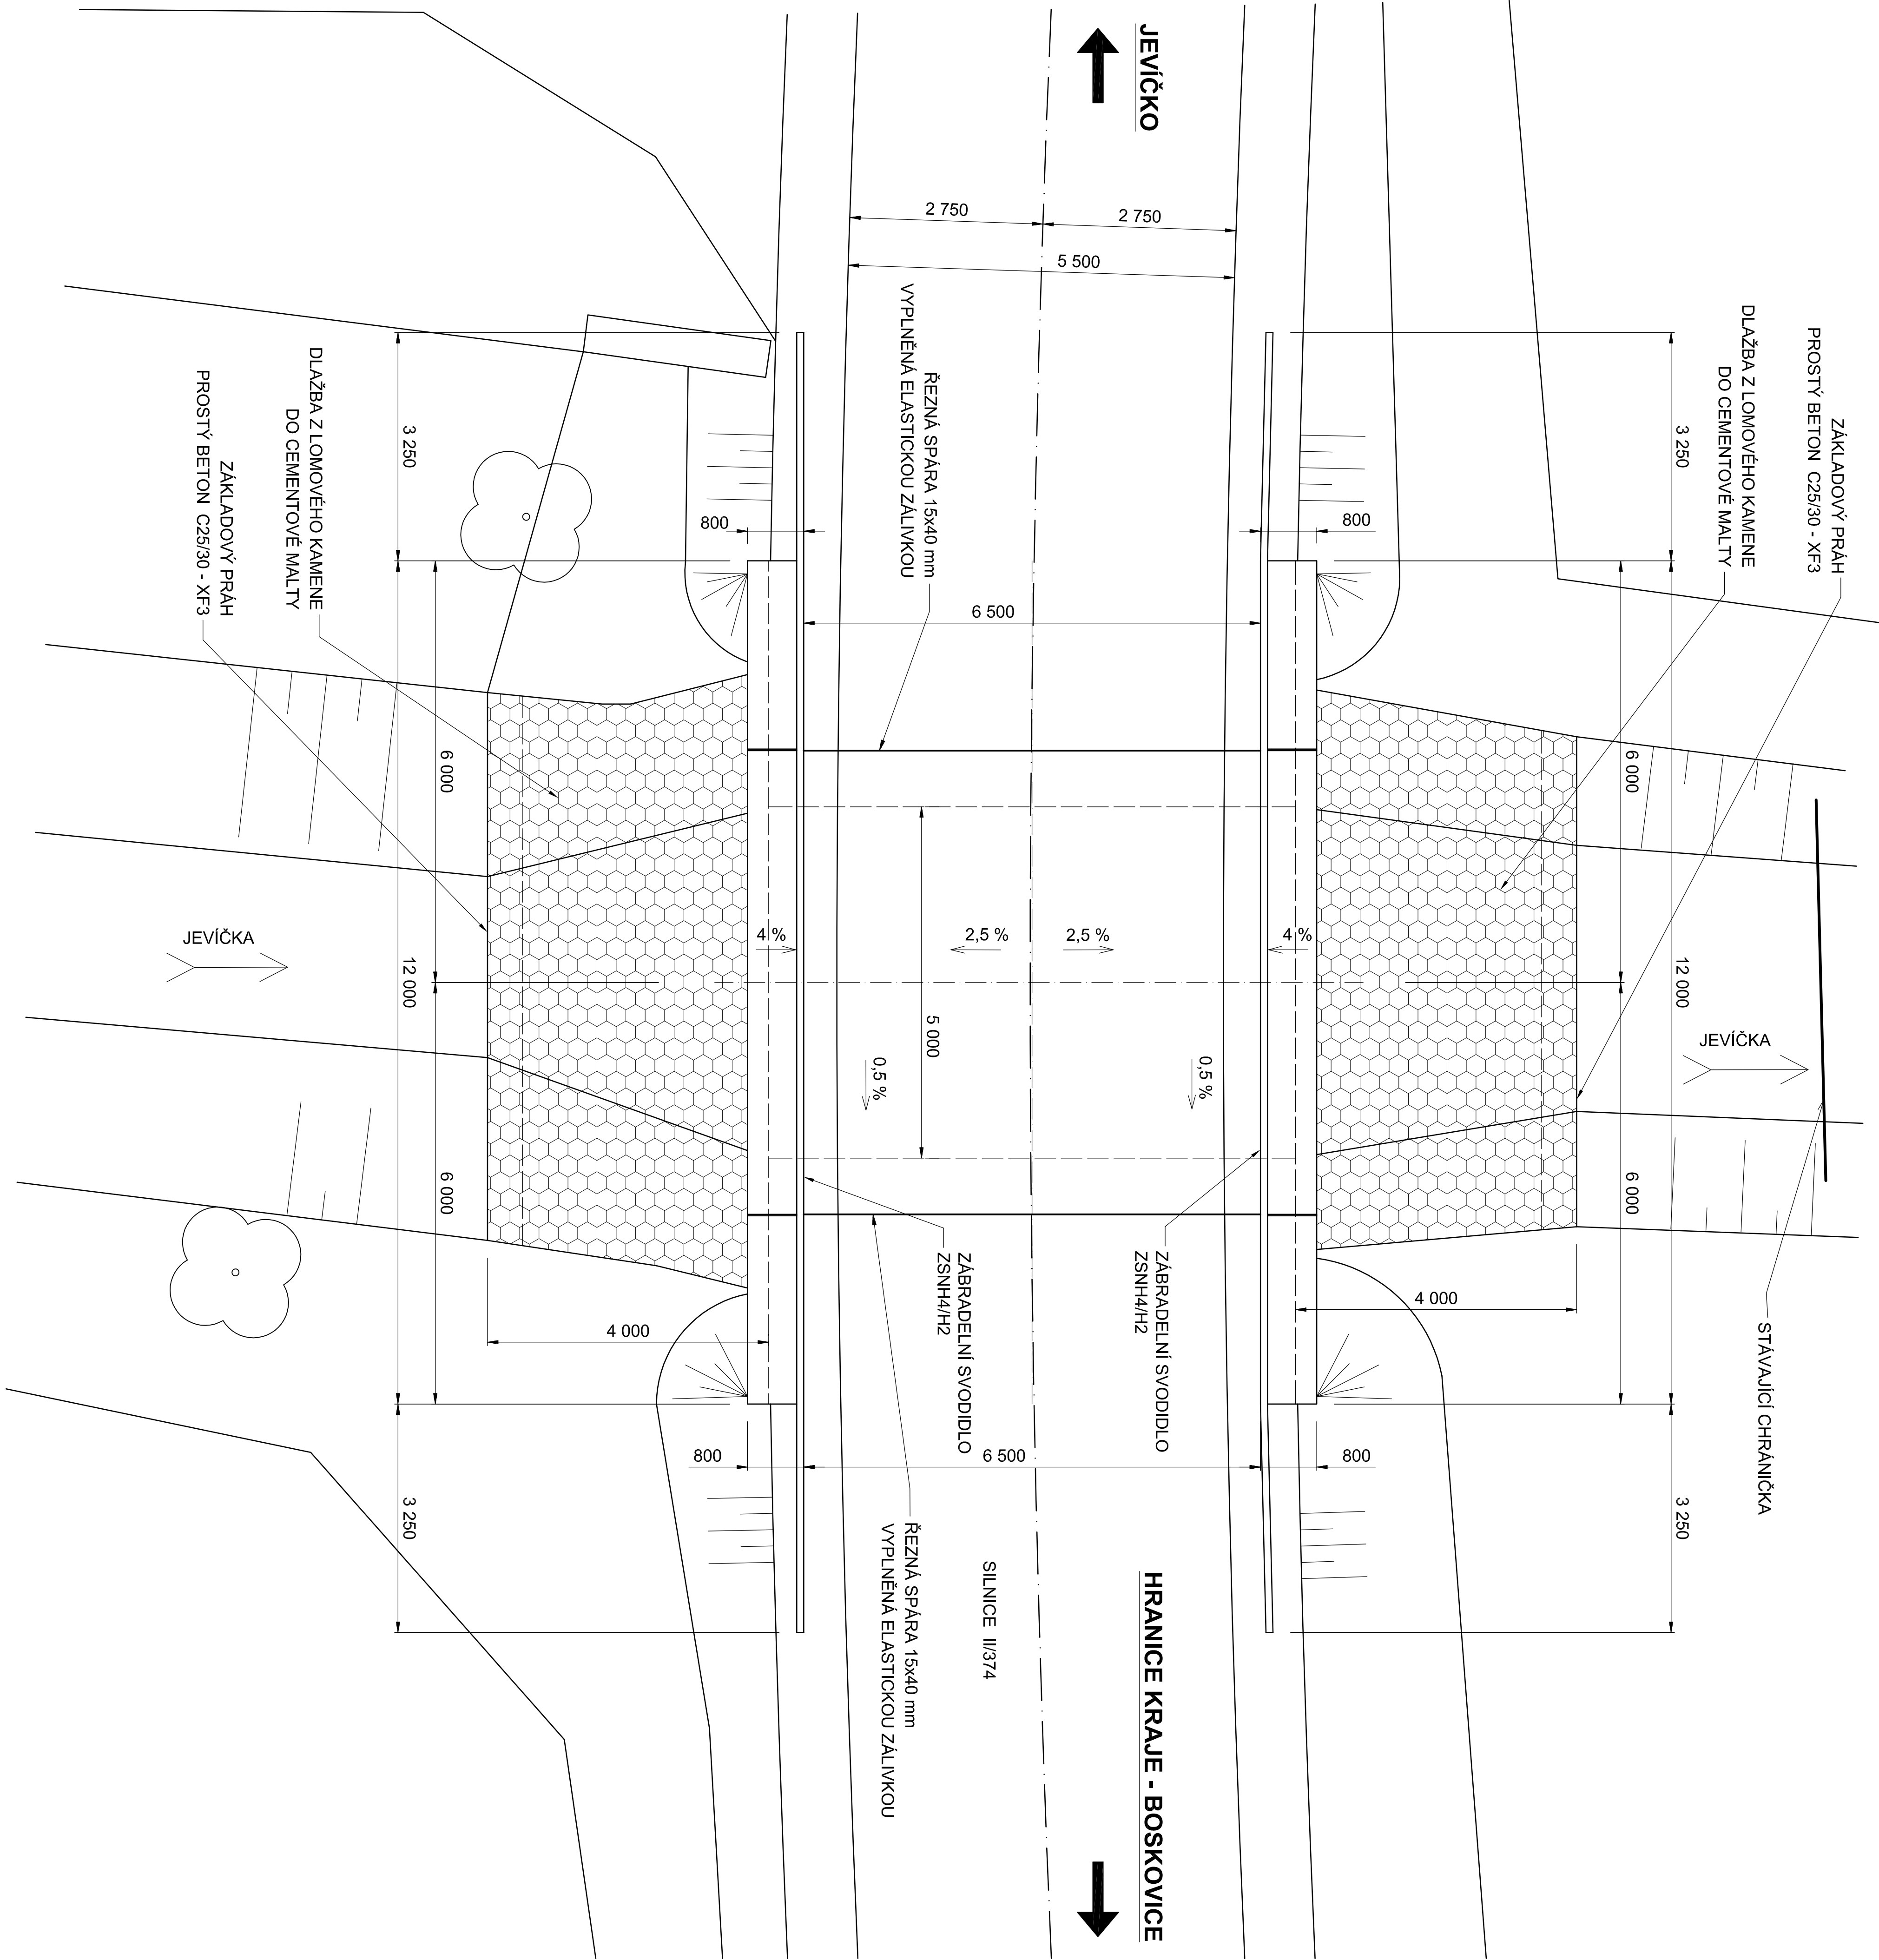 JEVÍČKO
2 750
2 750
5 500
ŘEZNÁ SPÁRA 15x40 mm
VYPLNĚNÁ ELASTICKOU ZÁLIVKOU
ZÁKLADOVÝ PRÁH
PROSTÝ BETON C25/30 - XF3
DLAŽBA Z LOMOVÉHO KAMENE
DO CEMENTOVÉ MALTY
3 250
3 250
DLAŽBA Z LOMOVÉHO KAMENE
DO CEMENTOVÉ MALTY
ZÁKLADOVÝ PRÁH
PROSTÝ BETON C25/30 - XF3
800
800
6 500
6 000
6 000
4 %
2,5 %
2,5 %
4 %
JEVÍČKA
12 000
12 000
5 000
0,5 %
0,5 %
JEVÍČKA
6 000
6 000
ZÁBRADELNÍ SVODIDLO
ZSNH4/H2
ZÁBRADELNÍ SVODIDLO
ZSNH4/H2
4 000
4 000
STÁVAJÍCÍ CHRÁNIČKA
800
6 500
800
3 250
3 250
ŘEZNÁ SPÁRA 15x40 mm
VYPLNĚNÁ ELASTICKOU ZÁLIVKOU
SILNICE II/374
HRANICE KRAJE - BOSKOVICE